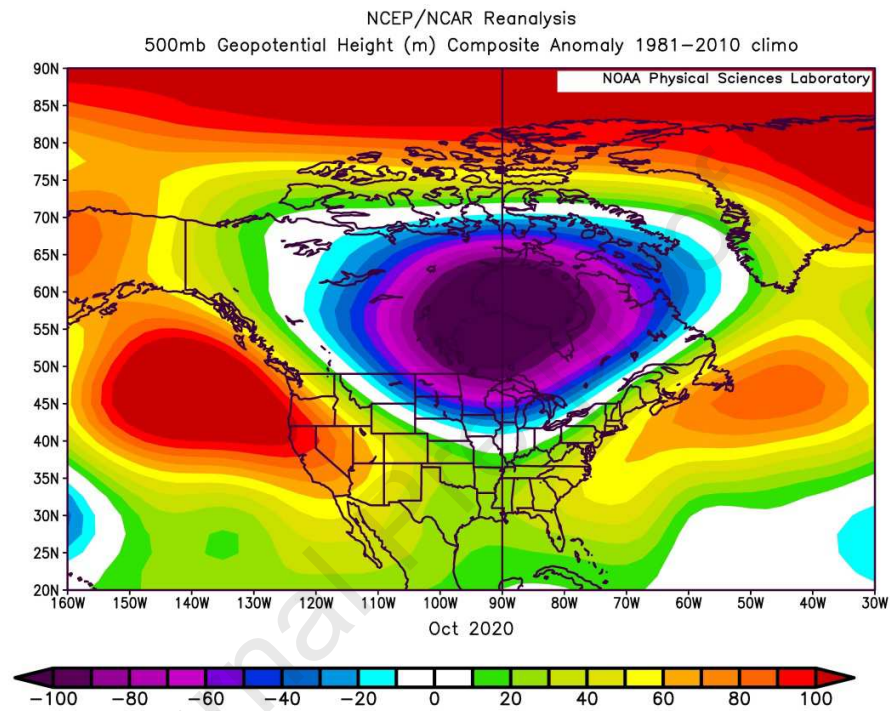 NCEP/NCAR Reanalysis
500mb Geopotential Height (m) Composite Anomaly 1981−2010 climo
NOAA Physical Sciences Laboratory
90N
85N
80N
75N
70N
65N
60N
55N
50N
45N
40N
35N
30N
25N
20N
160W 150W 140W 130W 120W 110W 100W 90W 80W 70W 60W 50W 40W 30W
Oct 2020
−100 −80 −60 −40 −20 0 20 40 60 80 100